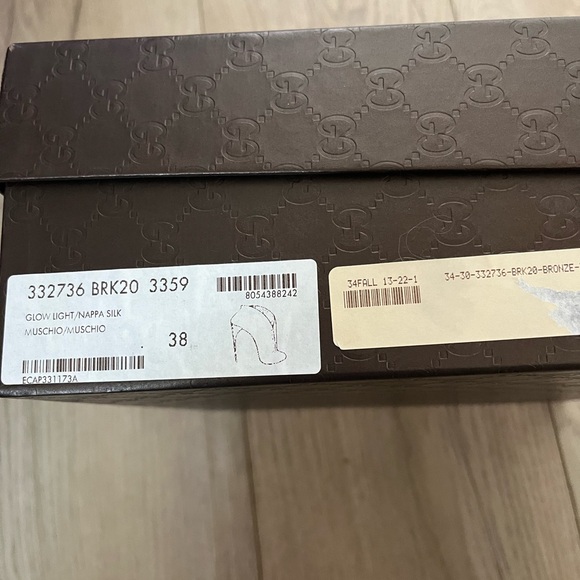 332736 BRK20 3359
8054388242
GLOW LIGHT/NAPPA SILK
MUSCHIO/MUSCHIO
38
ECAP331173A
34FALL 13-22-1 34-30-332736-BRK20-BRONZE-